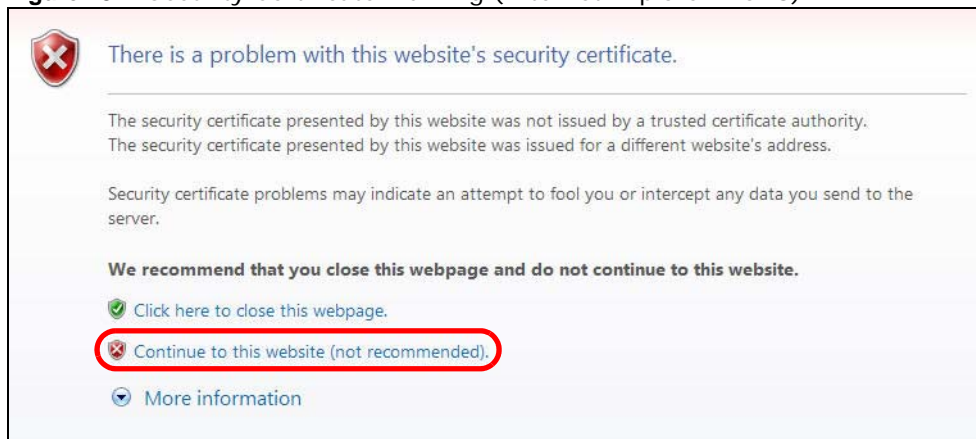 There is a problem with this website's security certificate.
The security certificate presented by this website was not issued by a trusted certificate authority.
The security certificate presented by this website was issued for a different website's address.
Security certificate problems may indicate an attempt to fool you or intercept any data you send to the
server.
We recommend that you close this webpage and do not continue to this website.
Click here to close this webpage.
Continue to this website (not recommended).
More information